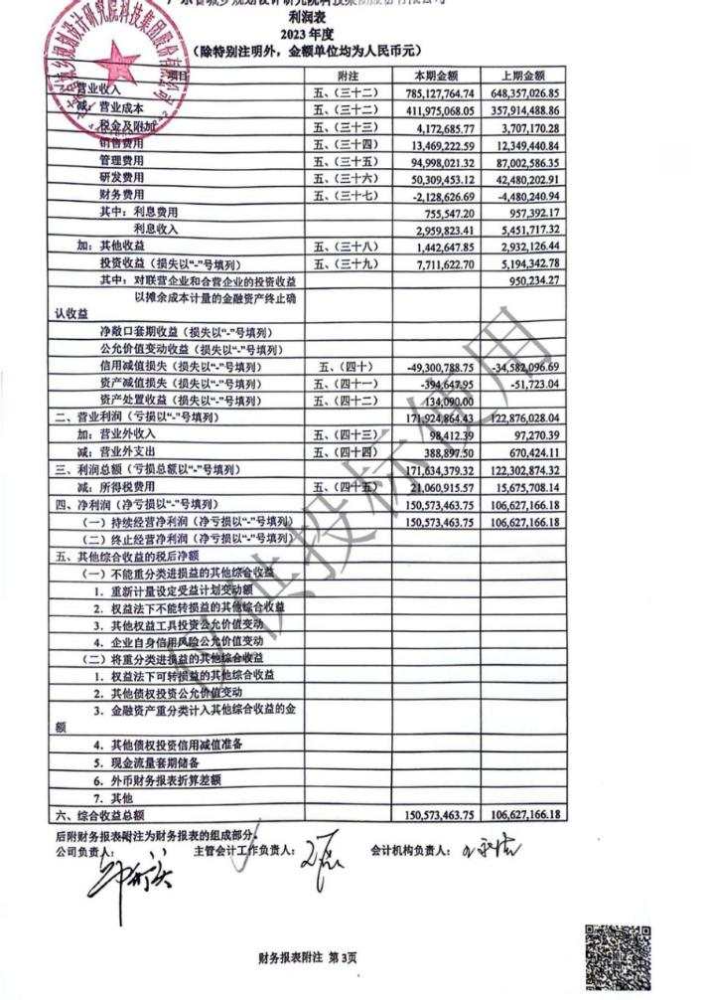 广东省城乡规划设计研究院科技集团股份有限公司
利润表
2023 年度
（除特别注明外，金额单位均为人民币元）
项目 附注 本期金额 上期金额
营业收入 五、（三十二） 785,127,764.74 648,357,026.85
减：营业成本 五、（三十二） 411,975,068.05 357,914,488.86
税金及附加 五、（三十三） 4,172,685.77 3,707,170.28
销售费用 五、（三十四） 13,469,222.59 12,349,440.84
管理费用 五、（三十五） 94,998,021.32 87,002,586.35
研发费用 五、（三十六） 50,309,453.12 42,480,202.91
财务费用 五、（三十七） -2,128,626.69 -4,480,240.94
其中：利息费用 755,547.20 957,392.17
利息收入 2,959,823.41 5,451,717.32
加：其他收益 五、（三十八） 1,442,647.85 2,932,126.44
投资收益（损失以“-”号填列） 五、（三十九） 7,711,622.70 5,194,342.78
其中：对联营企业和合营企业的投资收益 950,234.27
以摊余成本计量的金融资产终止确
认收益
净敞口套期收益（损失以“-”号填列）
公允价值变动收益（损失以“-”号填列）
信用减值损失（损失以“-”号填列） 五、（四十） -49,300,788.75 -34,582,096.69
资产减值损失（损失以“-”号填列） 五、（四十一） -394,647.95 -51,723.04
资产处置收益（损失以“-”号填列） 五、（四十二） 134,090.00
二、营业利润（亏损以“-”号填列） 171,924,864.43 122,876,028.04
加：营业外收入 五、（四十三） 98,412.39 97,270.39
减：营业外支出 五、（四十四） 388,897.50 670,424.11
三、利润总额（亏损总额以“-”号填列） 171,634,379.32 122,302,874.32
减：所得税费用 五、（四十五） 21,060,915.57 15,675,708.14
四、净利润（净亏损以“-”号填列） 150,573,463.75 106,627,166.18
（一）持续经营净利润（净亏损以“-”号填列） 150,573,463.75 106,627,166.18
（二）终止经营净利润（净亏损以“-”号填列）
五、其他综合收益的税后净额
（一）不能重分类进损益的其他综合收益
1．重新计量设定受益计划变动额
2．权益法下不能转损益的其他综合收益
3．其他权益工具投资公允价值变动
4．企业自身信用风险公允价值变动
（二）将重分类进损益的其他综合收益
1．权益法下可转损益的其他综合收益
2．其他债权投资公允价值变动
3．金融资产重分类计入其他综合收益的金
额
4．其他债权投资信用减值准备
5．现金流量套期储备
6．外币财务报表折算差额
7．其他
六、综合收益总额 150,573,463.75 106,627,166.18
后附财务报表附注为财务报表的组成部分。
公司负责人： 主管会计工作负责人： 会计机构负责人：
仅供投标使用
财务报表附注 第 3页